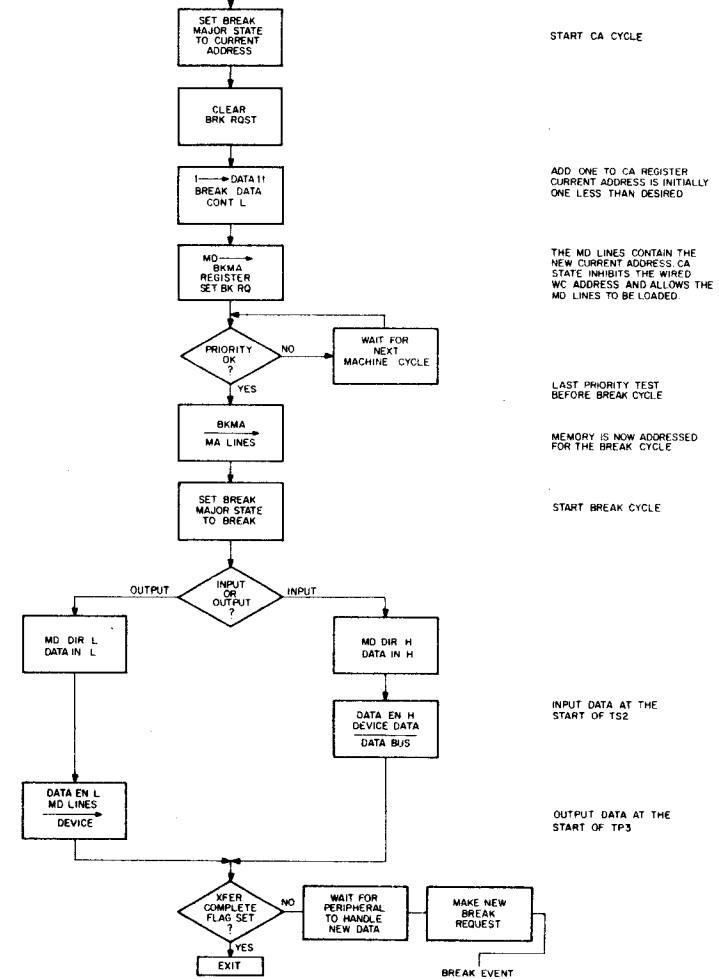 SET BREAK
MAJOR STATE
TO CURRENT
ADDRESS
START CA CYCLE
CLEAR
BRK RQST
1 → DATA 11
BREAK DATA
CONT L
ADD ONE TO CA REGISTER
CURRENT ADDRESS IS INITIALLY
ONE LESS THAN DESIRED
MD →
BKMA
REGISTER
SET BK RQ
THE MD LINES CONTAIN THE
NEW CURRENT ADDRESS. CA
STATE INHIBITS THE WIRED
WC ADDRESS AND ALLOWS THE
MD LINES TO BE LOADED.
PRIORITY
OK
?
NO
WAIT FOR
NEXT
MACHINE CYCLE
YES
LAST PRIORITY TEST
BEFORE BREAK CYCLE
BKMA
MA LINES
MEMORY IS NOW ADDRESSED
FOR THE BREAK CYCLE
SET BREAK
MAJOR STATE
TO BREAK
START BREAK CYCLE
OUTPUT
INPUT
OR
OUTPUT
?
INPUT
MD DIR L
DATA IN L
MD DIR H
DATA IN H
DATA EN H
DEVICE DATA
DATA BUS
INPUT DATA AT THE
START OF TS2
DATA EN L
MD LINES
DEVICE
OUTPUT DATA AT THE
START OF TP3
XFER
COMPLETE
FLAG SET
?
NO
WAIT FOR
PERIPHERAL
TO HANDLE
NEW DATA
MAKE NEW
BREAK
REQUEST
YES
EXIT
BREAK EVENT